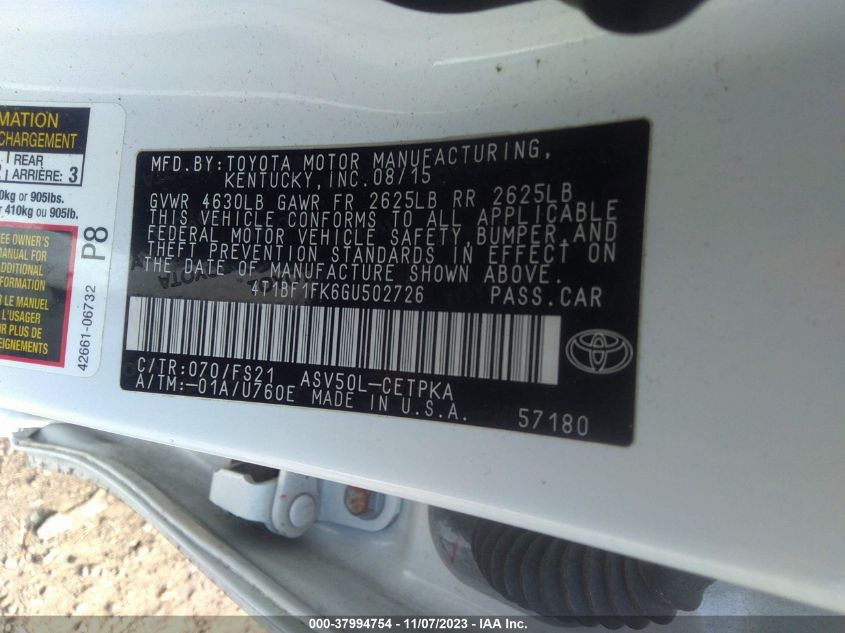 MATION
CHARGEMENT
REAR
ARRIÈRE: 3
0kg or 905lbs.
r 410kg ou 905lb.
EE OWNER'S
MANUAL FOR
ADDITIONAL
FORMATION
LE MANUEL
PLUS DE
EIGNEMENTS
P8
42661-06732
MFD.BY:TOYOTA MOTOR MANUFACTURING,
KENTUCKY, INC.08/15
GVWR 4630LB GAWR FR 2625LB RR 2625LB
THIS VEHICLE CONFORMS TO ALL APPLICABLE
FEDERAL MOTOR VEHICLE SAFETY,BUMPER,AND
THEFT PREVENTION STANDARDS IN EFFECT ON
THE DATE OF MANUFACTURE SHOWN ABOVE.
4T1BF1FK6GU502726 PASS.CAR
C/TR:070/FS21 ASV50L-CETPKA
A/TM:-01A/U760E MADE IN U.S.A.
57180
000-37994754 - 11/07/2023 - IAA Inc.